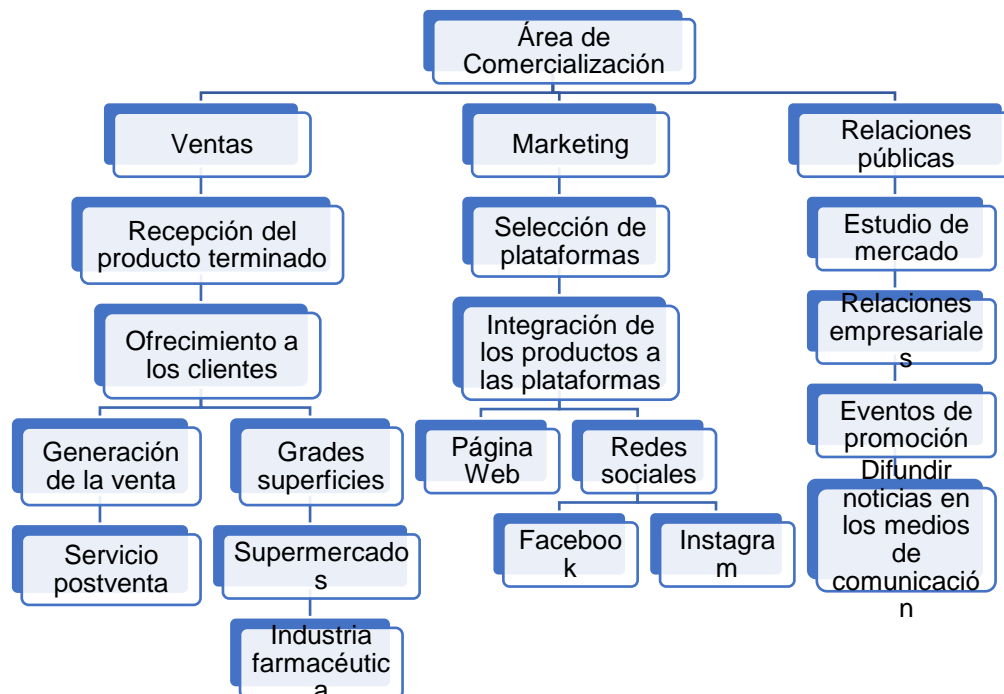 Área de
Comercialización
Ventas
Marketing
Relaciones
públicas
Recepción del
producto terminado
Selección de
plataformas
Estudio de
mercado
Ofrecimiento a
los clientes
Integración de
los productos a
las plataformas
Relaciones
empresariale
s
Generación
de la venta
Grades
superficies
Página
Web
Redes
sociales
Eventos de
promoción
Servicio
postventa
Supermercado
s
Faceboo
k
Instagra
m
Difundir
noticias en
los medios
de
comunicació
n
Industria
farmacéutic
a